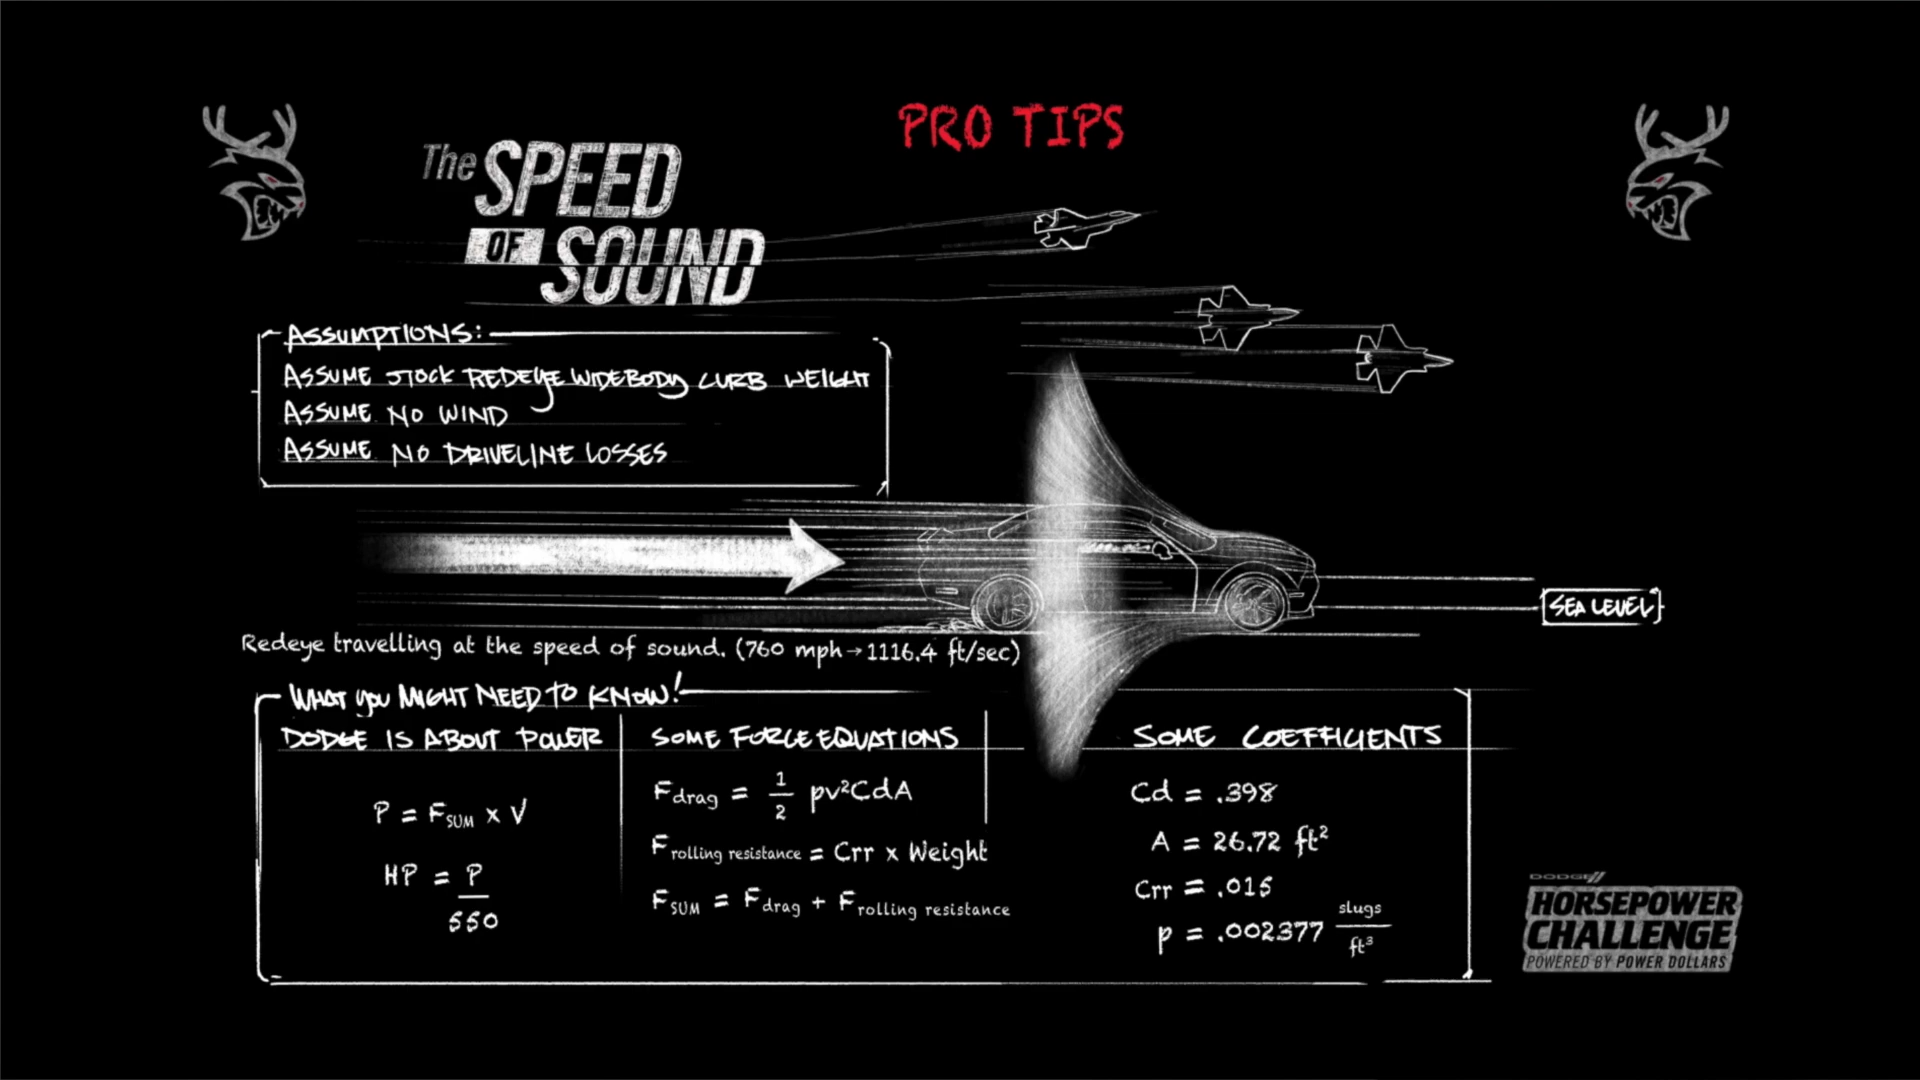 PRO TIPS
The SPEED
OF SOUND
ASSUMPTIONS:
ASSUME STOCK REDEYE WIDEBODY CURB WEIGHT
ASSUME NO WIND
ASSUME NO DRIVELINE LOSSES
SEA LEVEL
Redeye travelling at the speed of sound. (760 mph→1116.4 ft/sec)
WHAT YOU MIGHT NEED TO KNOW!
DODGE IS ABOUT POWER
P = FSUM x V
HP = P
550
SOME FORCE EQUATIONS
Fdrag = 1/2 pv²CdA
Frolling resistance = Crr x Weight
FSUM = Fdrag + Frolling resistance
SOME COEFFICIENTS
Cd = .398
A = 26.72 ft²
Crr = .015
p = .002377 slugs/ft³
DODGE//
HORSEPOWER
CHALLENGE
POWERED BY POWER DOLLARS